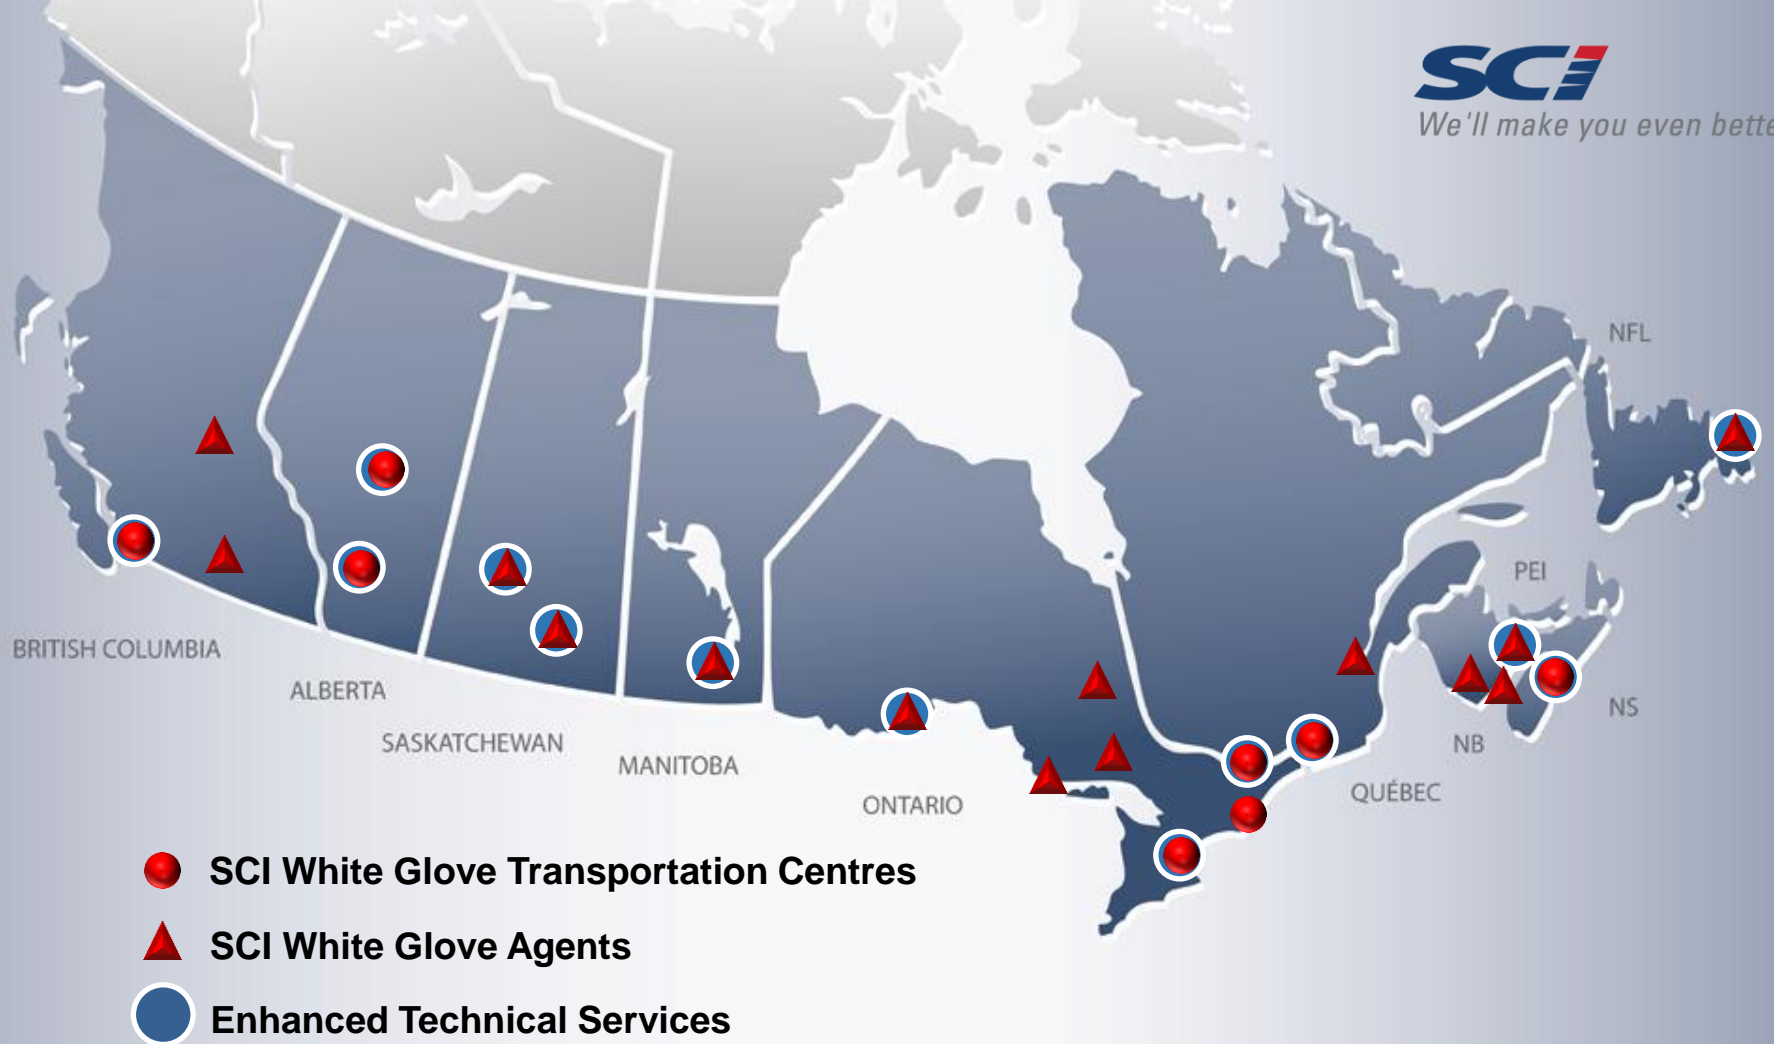 SCI
We'll make you even bette
NFL
PEI
BRITISH COLUMBIA
ALBERTA
NS
SASKATCHEWAN
NB
MANITOBA
QUÉBEC
ONTARIO
SCI White Glove Transportation Centres
SCI White Glove Agents
Enhanced Technical Services